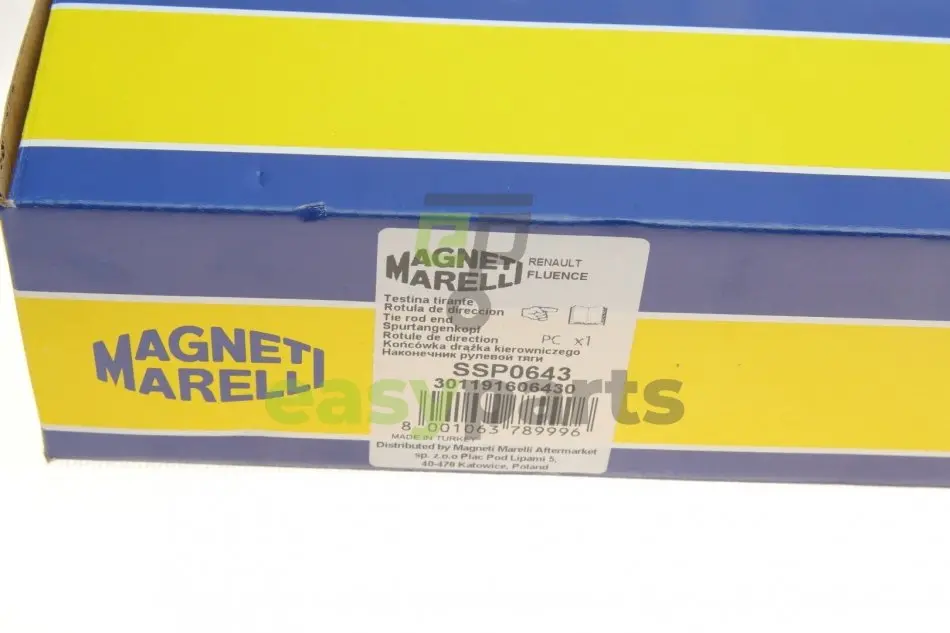 MAGNETI
MARELLI
RENAULT
FLUENCE
Testina tirante
Rotula de direccion
Tie rod end
Spurtangenkopf
Rotule de direction
Końcówka drążka kierowniczego
Наконечник рулевой тяги
PC x1
SSP0643
301191606430
8 001063 789996
MADE IN TURKEY
Distributed by Magneti Marelli Aftermarket
sp. z.o.o Plac Pod Lipami 5,
40-476 Katowice, Poland
MAGNETI
MARELLI
easyparts